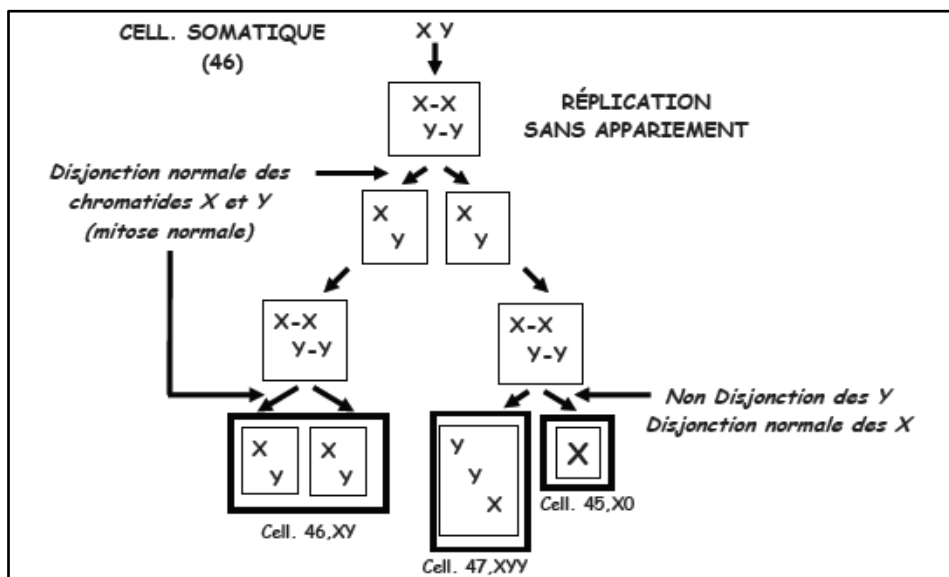 CELL. SOMATIQUE
(46)
X Y
X-X
Y-Y
RÉPLICATION
SANS APPARIEMENT
Disjonction normale des
chromatides X et Y
(mitose normale)
X
Y
X
Y
X-X
Y-Y
X-X
Y-Y
Non Disjonction des Y
Disjonction normale des X
X
Y
X
Y
Cell. 46,XY
Y
Y
X
Cell. 47,XYY
X
Cell. 45,X0